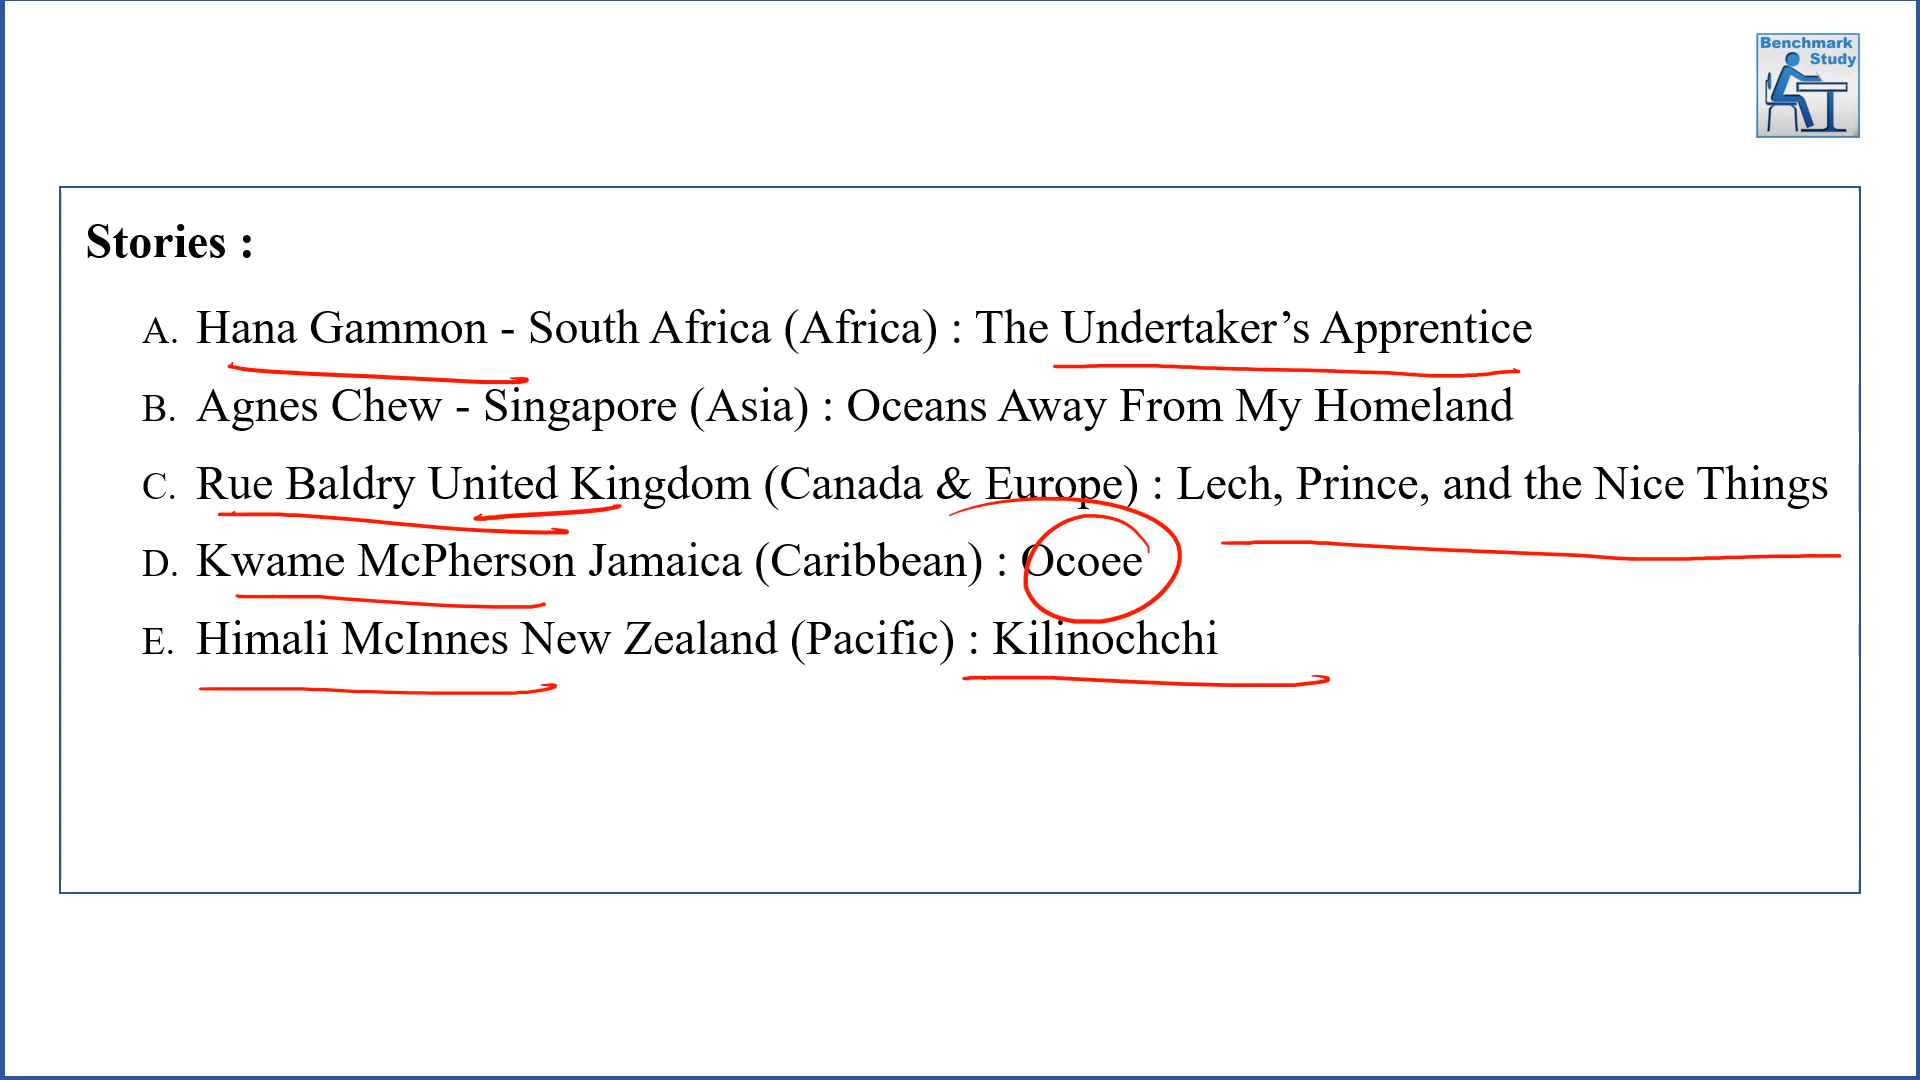 Benchmark
Study
Stories :
A. Hana Gammon - South Africa (Africa) : The Undertaker’s Apprentice
B. Agnes Chew - Singapore (Asia) : Oceans Away From My Homeland
C. Rue Baldry United Kingdom (Canada & Europe) : Lech, Prince, and the Nice Things
D. Kwame McPherson Jamaica (Caribbean) : Ocoee
E. Himali McInnes New Zealand (Pacific) : Kilinochchi